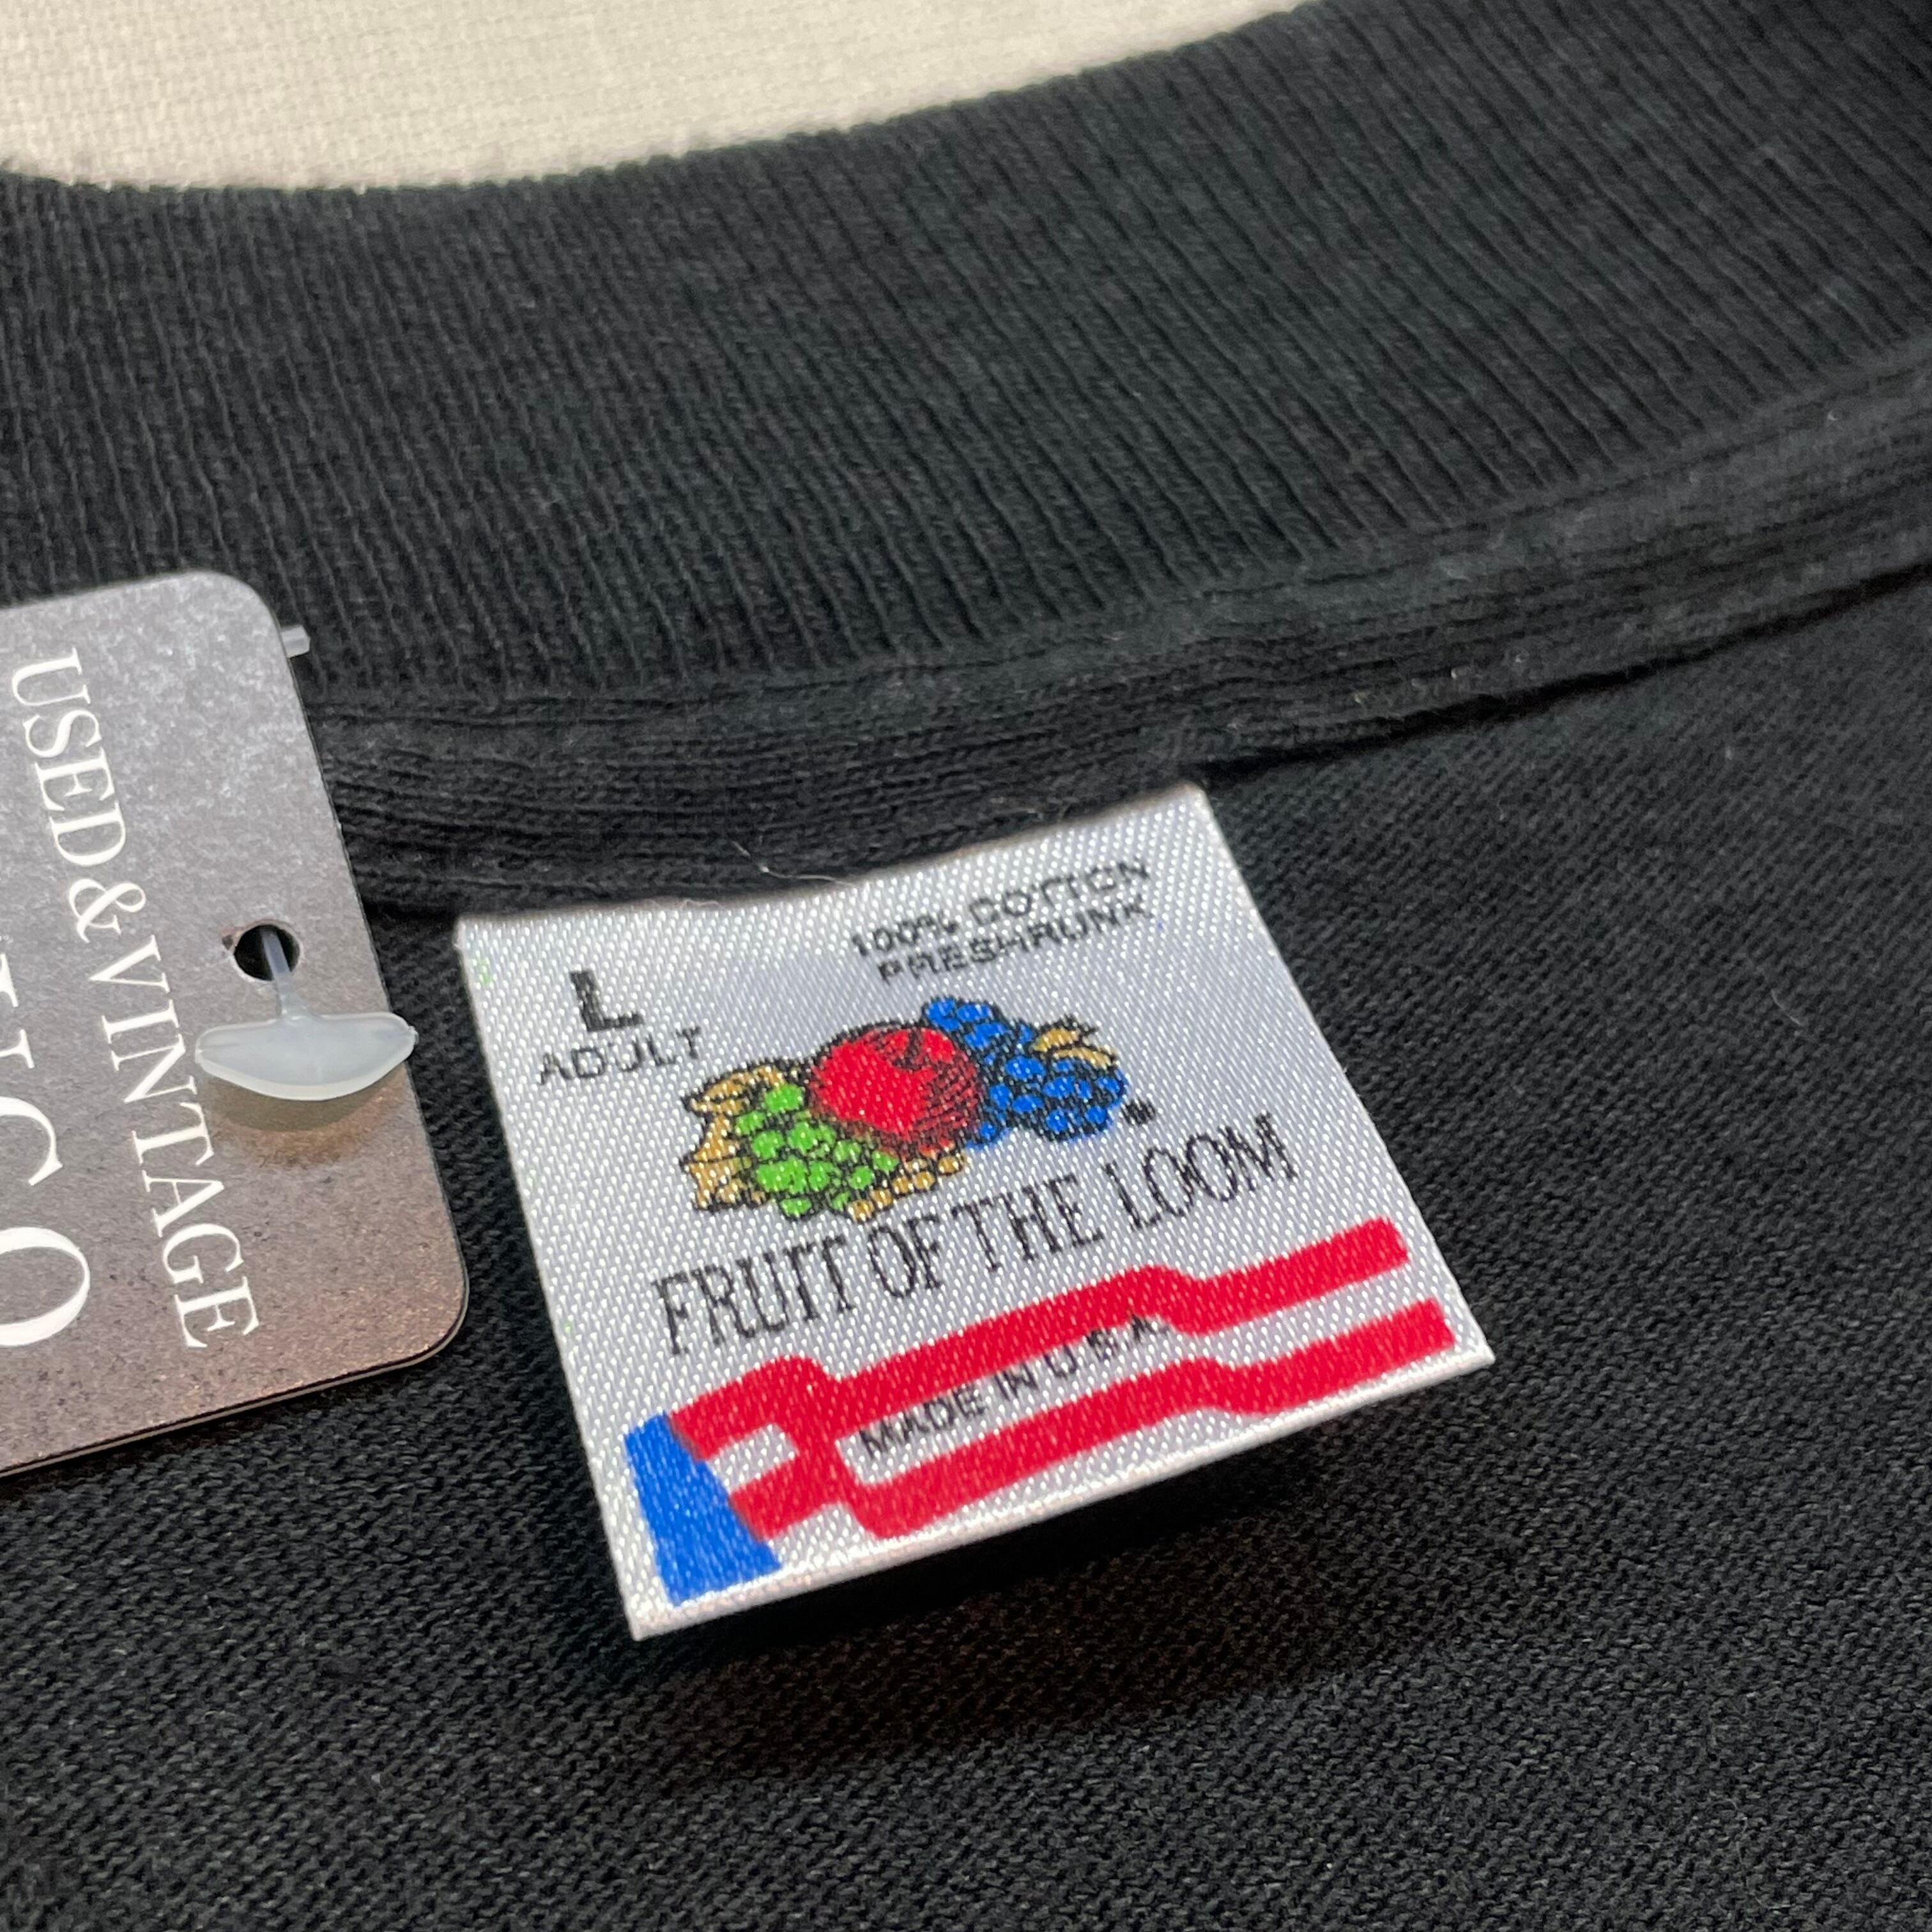 USED & VINTAGE
L
ADULT
100% COTTON
PRESHRUNK
FRUIT OF THE LOOM
MADE IN U S A